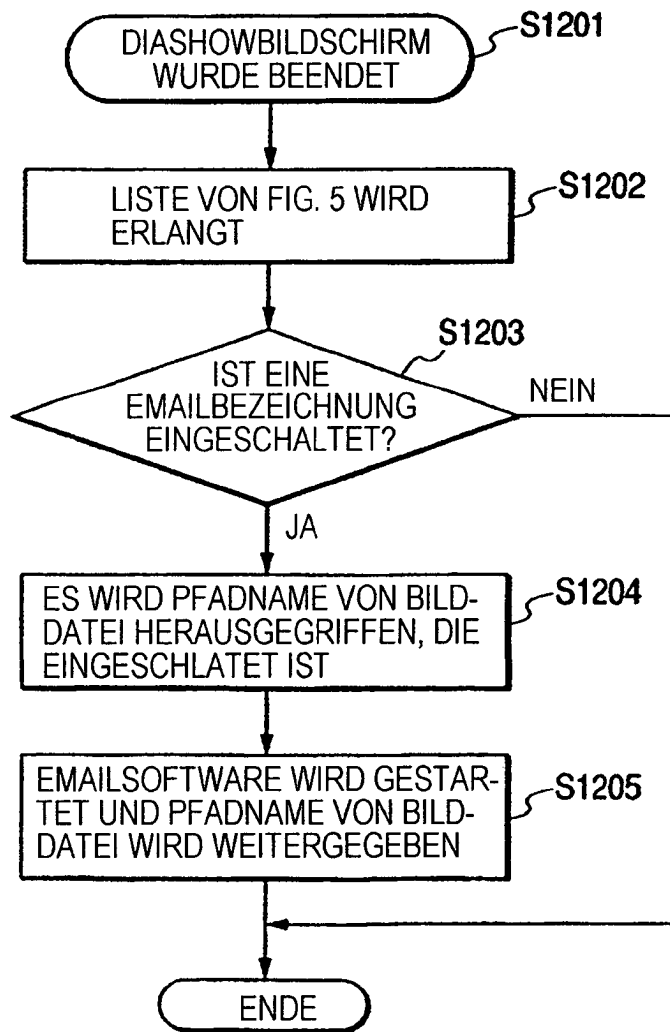 DIASHOWBILDSCHIRM
WURDE BEENDET
S1201
LISTE VON FIG. 5 WIRD
ERLANGT
S1202
S1203
IST EINE
EMAILBEZEICHNUNG
EINGESCHALTET?
NEIN
JA
ES WIRD PFADNAME VON BILD-
DATEI HERAUSGEGRIFFEN, DIE
EINGESCHLATET IST
S1204
EMAILSOFTWARE WIRD GESTAR-
TET UND PFADNAME VON BILD-
DATEI WIRD WEITERGEGEBEN
S1205
ENDE